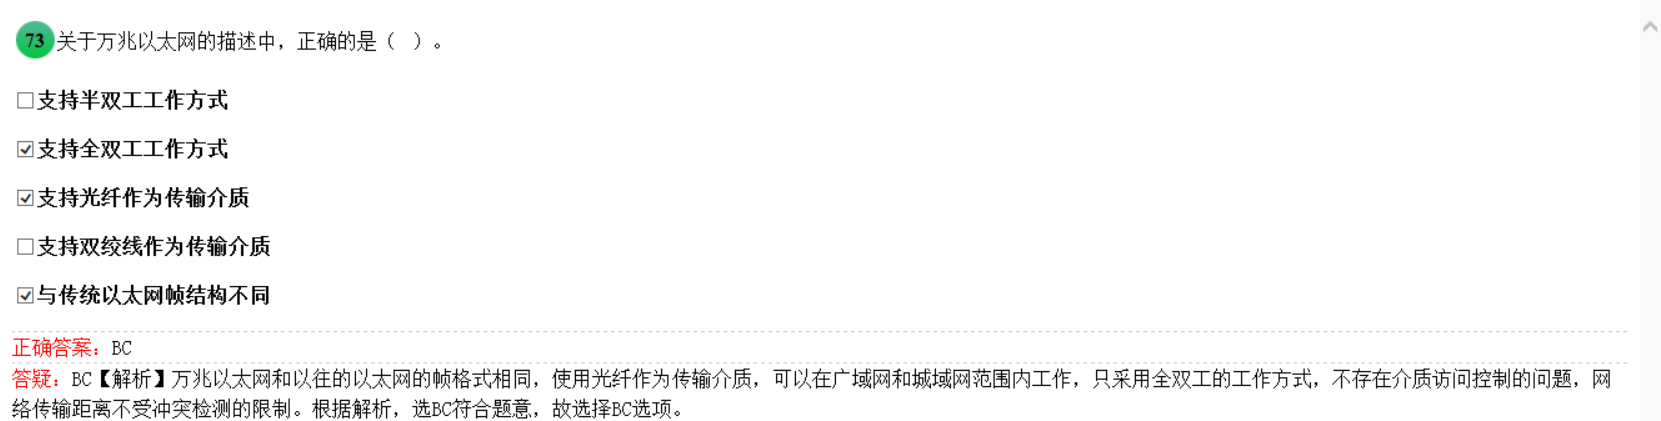 73 关于万兆以太网的描述中，正确的是（　）。
支持半双工工作方式
支持全双工工作方式
支持光纤作为传输介质
支持双绞线作为传输介质
与传统以太网帧结构不同
正确答案：BC
答疑：BC【解析】万兆以太网和以往的以太网的帧格式相同，使用光纤作为传输介质，可以在广域网和城域网范围内工作，只采用全双工的工作方式，不存在介质访问控制的问题，网
络传输距离不受冲突检测的限制。根据解析，选BC符合题意，故选择BC选项。